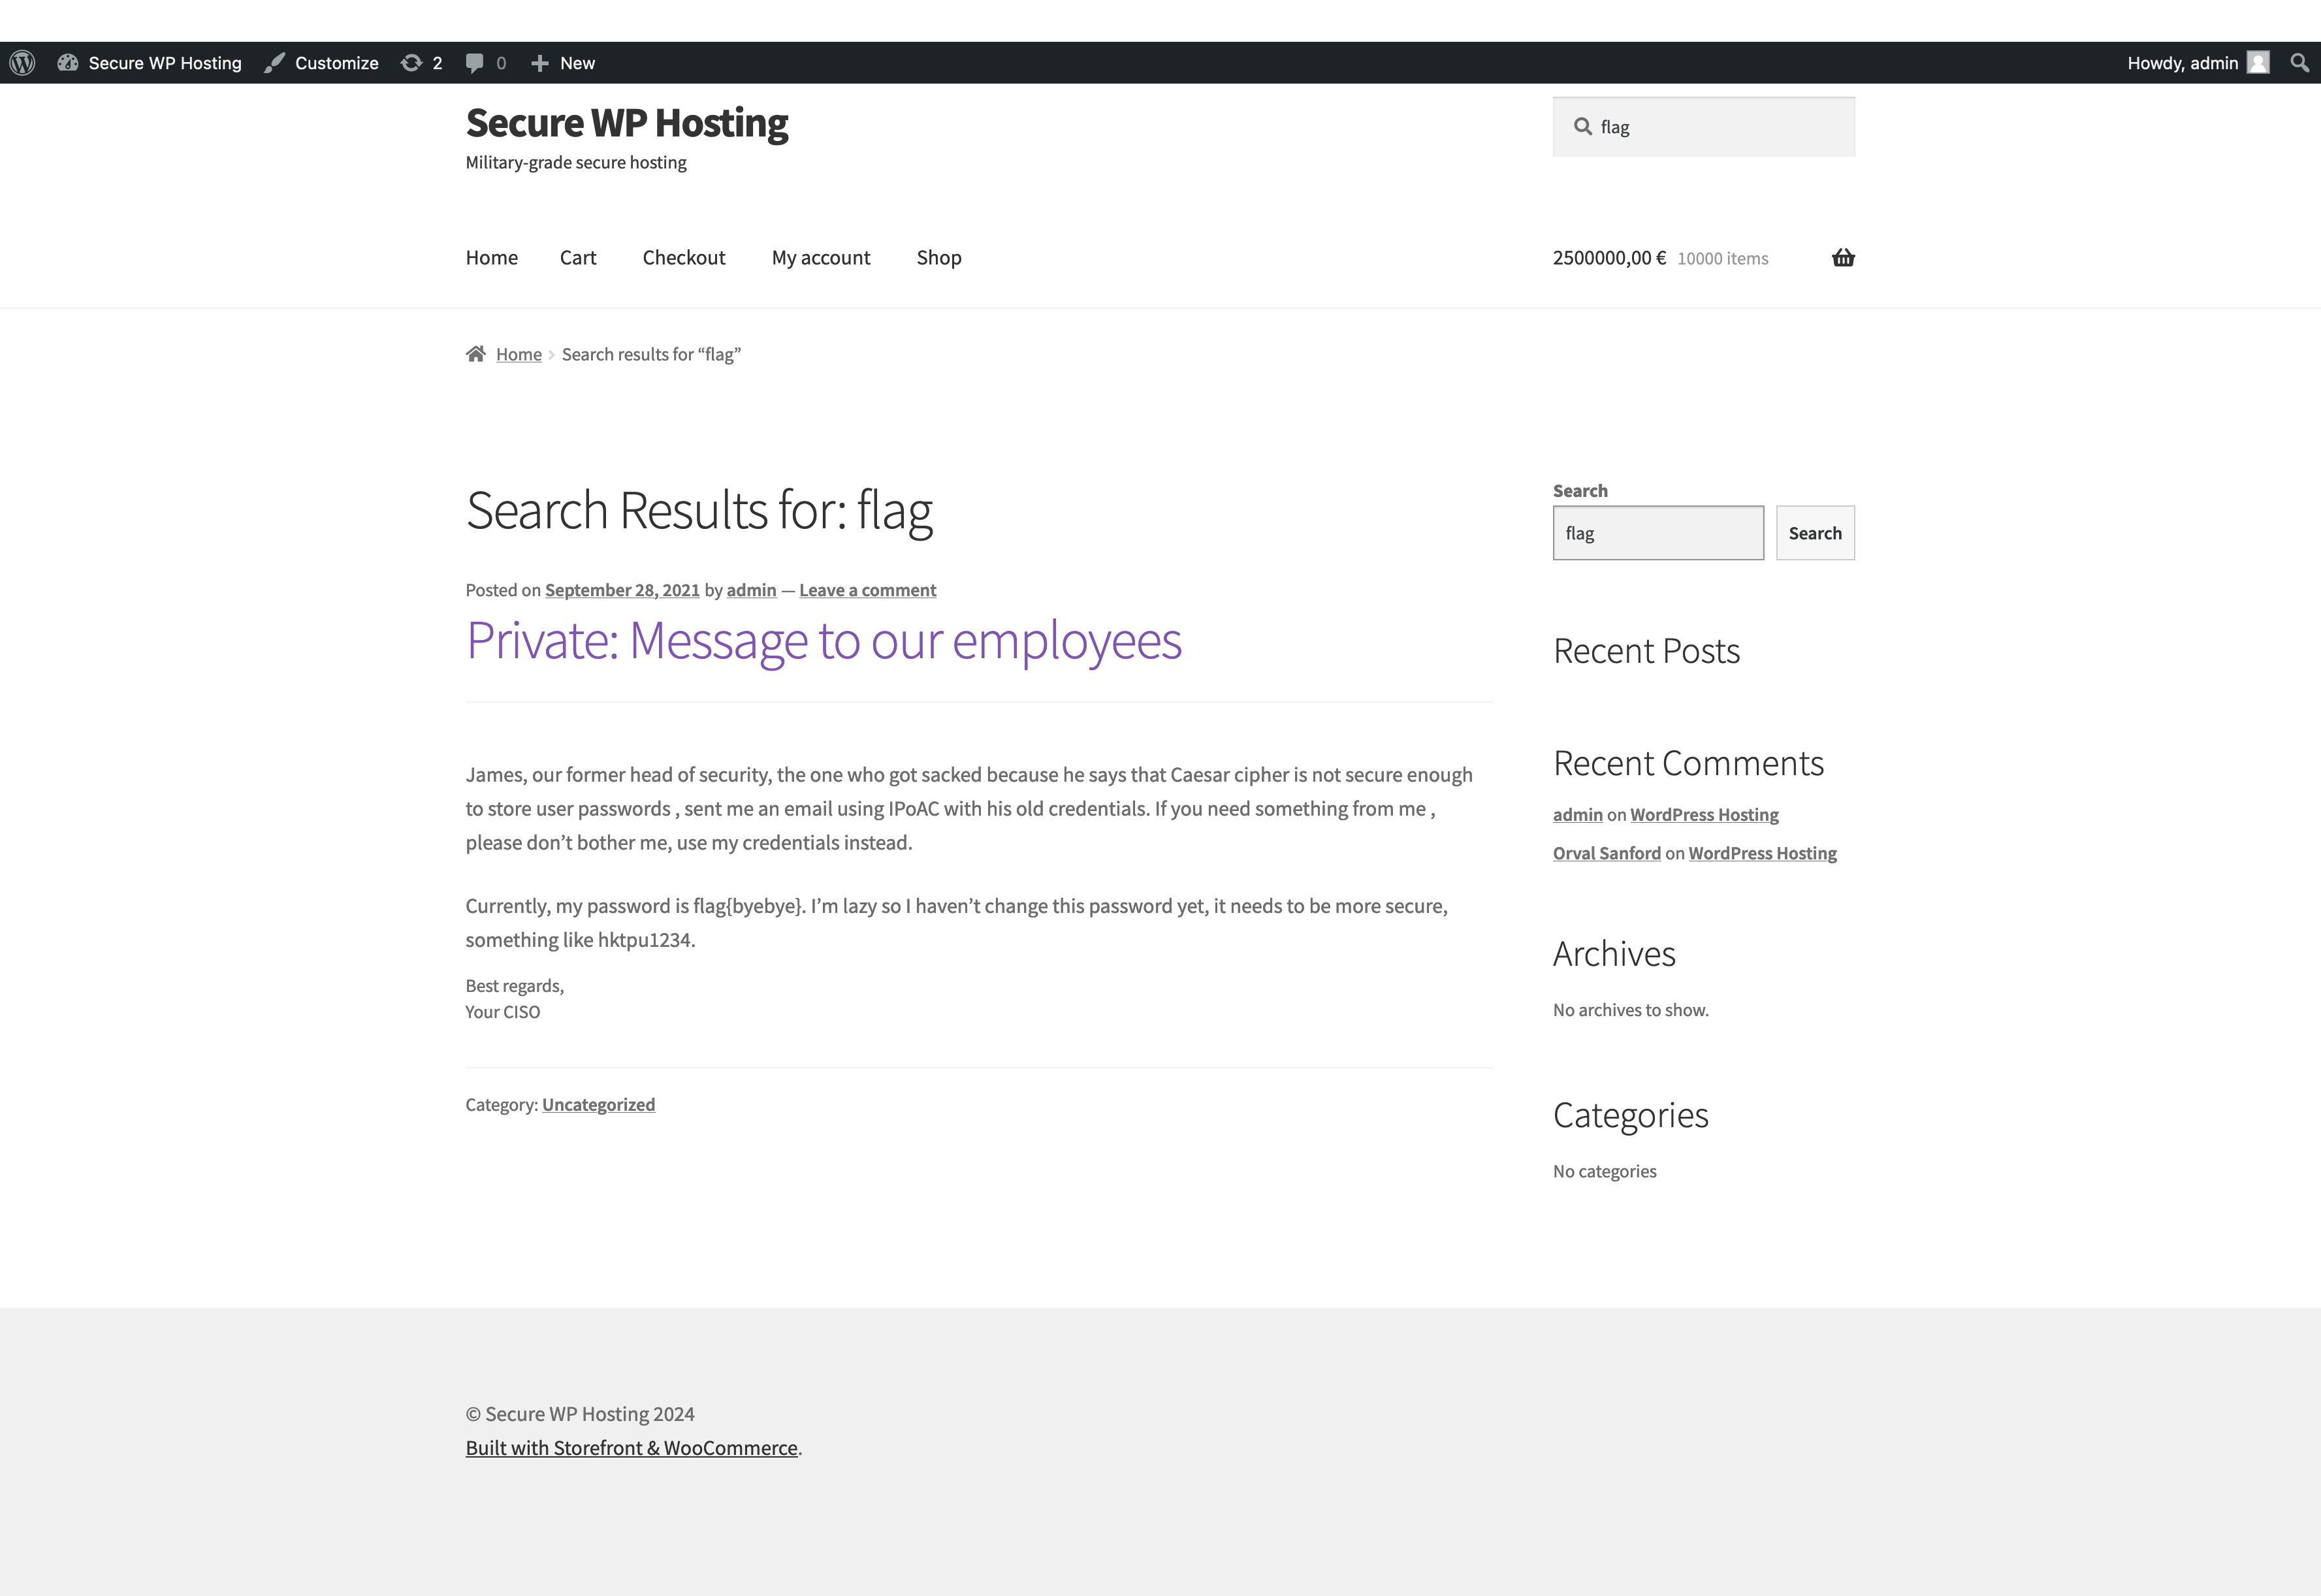 Secure WP Hosting Customize 2 0 New Howdy, admin
Secure WP Hosting
Military-grade secure hosting
flag
Home Cart Checkout My account Shop
2500000,00 € 10000 items
Home Search results for “flag”
Search Results for: flag
Posted on September 28, 2021 by admin — Leave a comment
Private: Message to our employees
James, our former head of security, the one who got sacked because he says that Caesar cipher is not secure enough
to store user passwords , sent me an email using IPoAC with his old credentials. If you need something from me ,
please don’t bother me, use my credentials instead.
Currently, my password is flag{byebye}. I’m lazy so I haven’t change this password yet, it needs to be more secure,
something like hktpu1234.
Best regards,
Your CISO
Category: Uncategorized
Search
flag Search
Recent Posts
Recent Comments
admin on WordPress Hosting
Orval Sanford on WordPress Hosting
Archives
No archives to show.
Categories
No categories
© Secure WP Hosting 2024
Built with Storefront & WooCommerce.